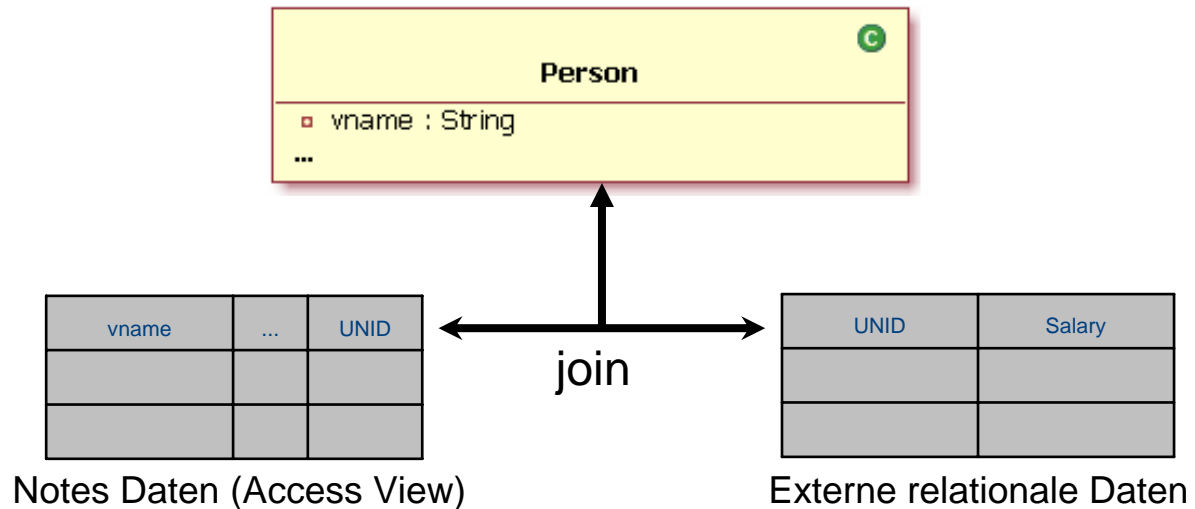 C
Person
vname : String
...
vname ... UNID
UNID Salary
join
Notes Daten (Access View)
Externe relationale Daten